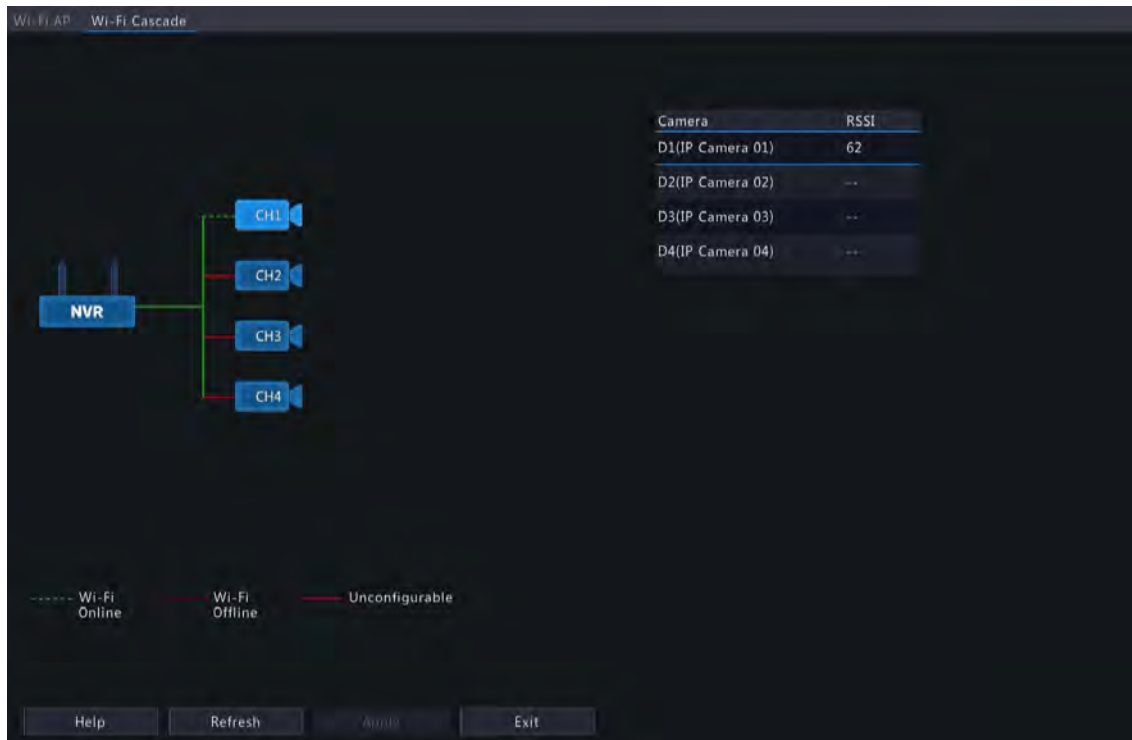 Wi-Fi AP Wi-Fi Cascade
Camera RSSI
D1(IP Camera 01) 62
D2(IP Camera 02) --
D3(IP Camera 03) --
D4(IP Camera 04) --
CH1
CH2
NVR
CH3
CH4
Wi-Fi Online
Wi-Fi Offline
Unconfigurable
Help Refresh Apply Exit